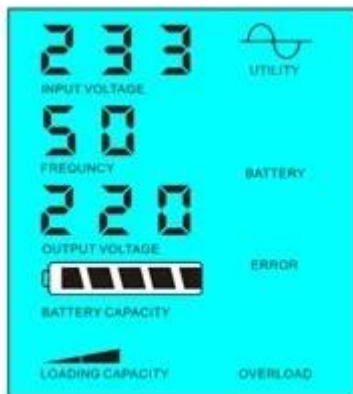 233
INPUT VOLTAGE
UTILITY
50
FREQUNCY
BATTERY
220
OUTPUT VOLTAGE
ERROR
BATTERY CAPACITY
LOADING CAPACITY
OVERLOAD